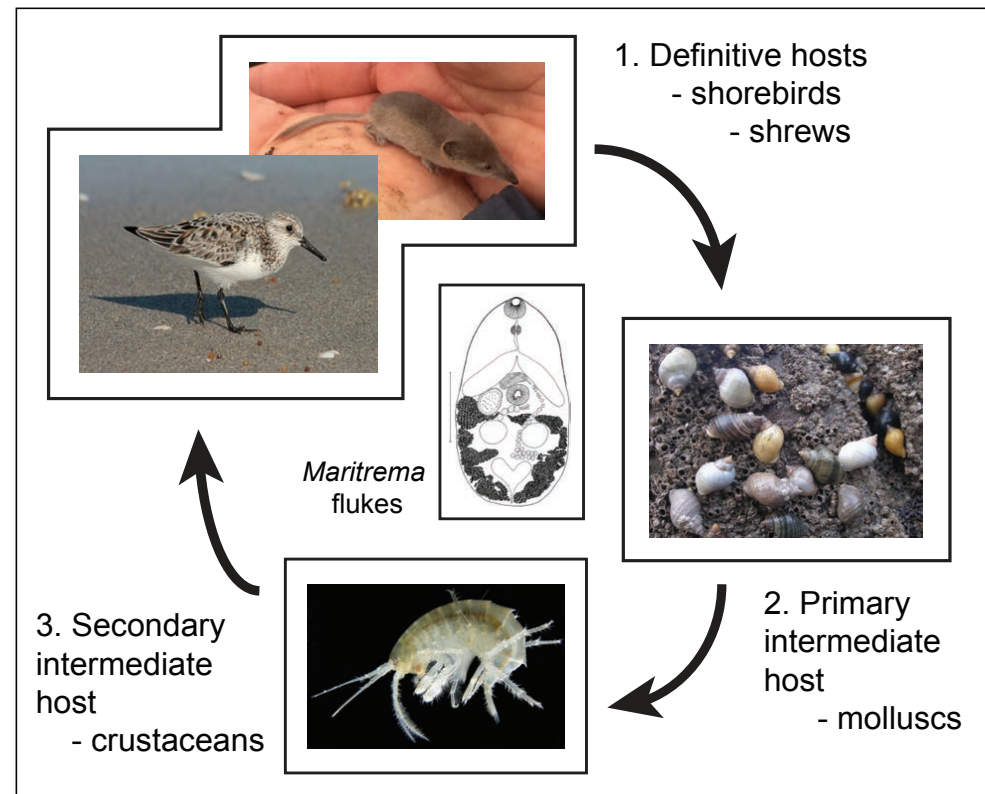 1. Definitive hosts
- shorebirds
- shrews
Maritrema
flukes
2. Primary
intermediate
host
- molluscs
3. Secondary
intermediate
host
- crustaceans